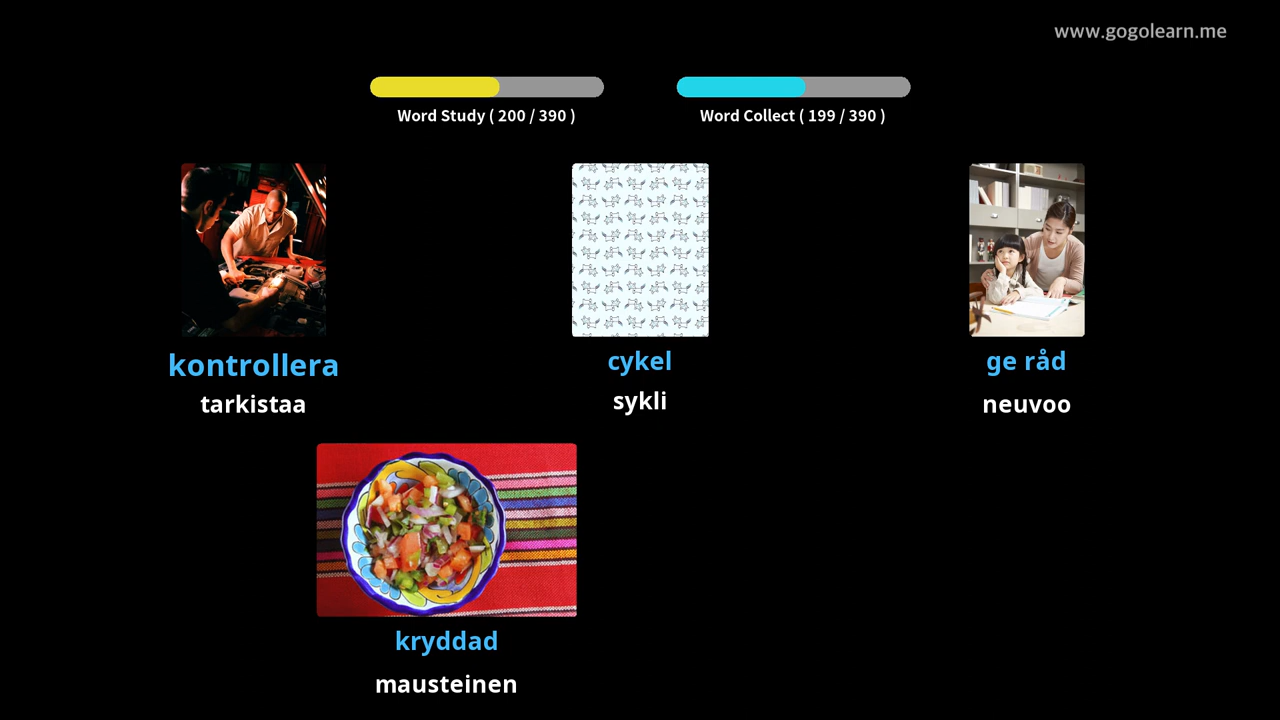 www.gogolearn.me
Word Study ( 200 / 390 )
Word Collect ( 199 / 390 )
kontrollera
tarkistaa
cykel
sykli
ge råd
neuvoo
kryddad
mausteinen